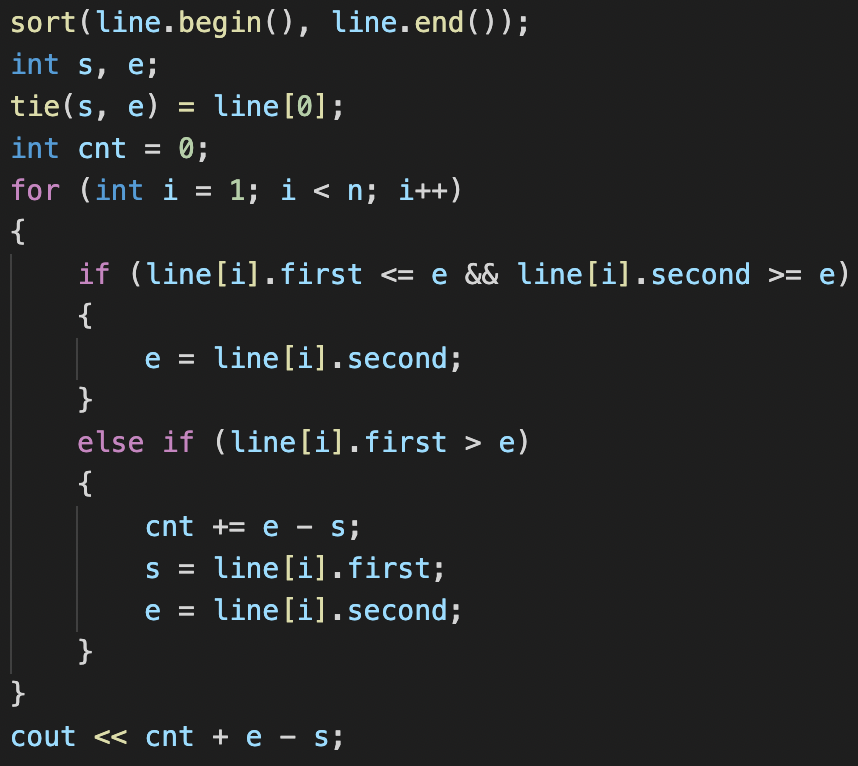 sort(line.begin(), line.end());
int s, e;
tie(s, e) = line[0];
int cnt = 0;
for (int i = 1; i < n; i++)
{
    if (line[i].first <= e && line[i].second >= e)
    {
        e = line[i].second;
    }
    else if (line[i].first > e)
    {
        cnt += e - s;
        s = line[i].first;
        e = line[i].second;
    }
}
cout << cnt + e - s;